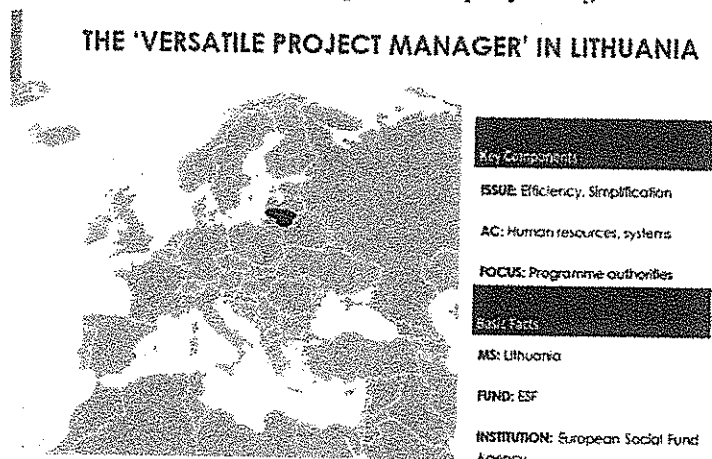 THE 'VERSATILE PROJECT MANAGER' IN LITHUANIA
Key Components
ISSUE: Efficiency, Simplification
AC: Human resources, systems
FOCUS: Programme authorities
Basic Facts
MS: Lithuania
FUND: ESF
INSTITUTION: European Social Fund
Agency